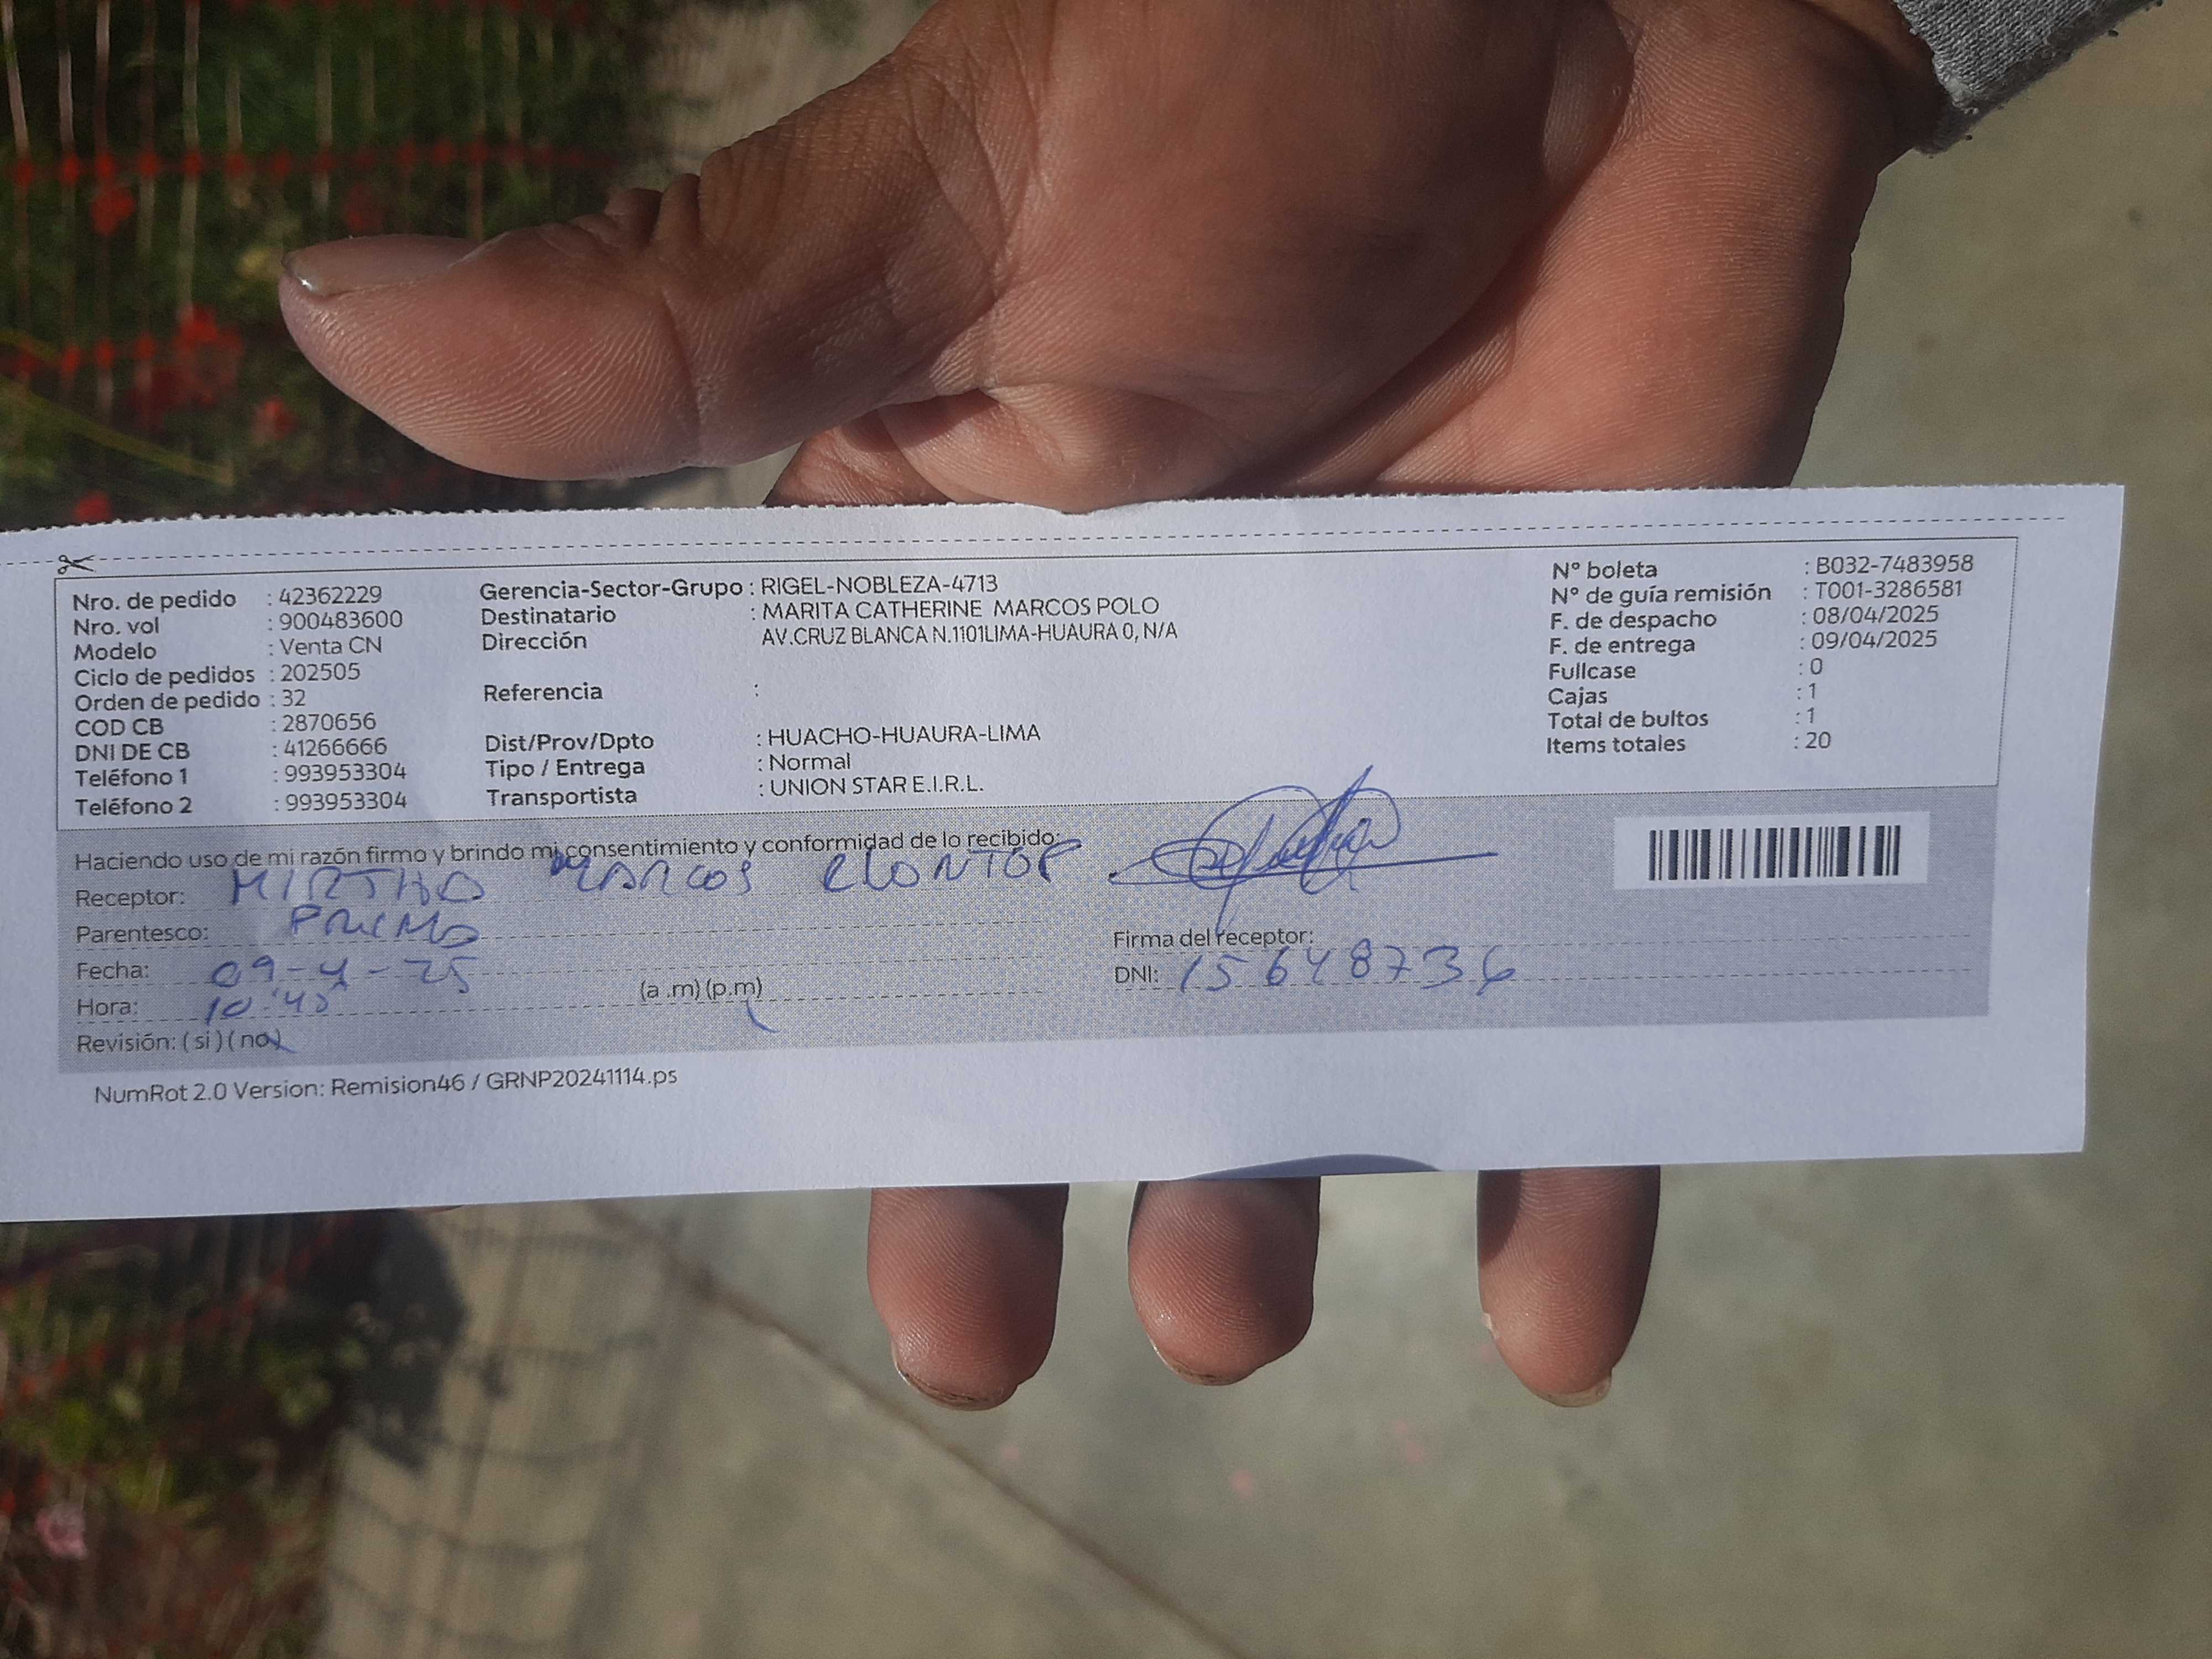 Nro. de pedido : 42362229 Gerencia-Sector-Grupo : RIGEL-NOBLEZA-4713 N° boleta : B032-7483958
Nro. vol : 900483600 Destinatario : MARITA CATHERINE MARCOS POLO N° de guía remisión : T001-3286581
Modelo : Venta CN Dirección AV.CRUZ BLANCA N.1101LIMA-HUAURA 0, N/A F. de despacho : 08/04/2025
Ciclo de pedidos : 202505 F. de entrega : 09/04/2025
Orden de pedido : 32 Referencia : Fullcase : 0
COD CB : 2870656 Cajas : 1
DNI DE CB : 41266666 Dist/Prov/Dpto : HUACHO-HUAURA-LIMA Total de bultos : 1
Teléfono 1 : 993953304 Tipo / Entrega : Normal Items totales : 20
Teléfono 2 : 993953304 Transportista : UNION STAR E.I.R.L.
Haciendo uso de mi razón firmo y brindo mi consentimiento y conformidad de lo recibido:
Receptor: MIRTHA MARCOS
Parentesco: Firma del receptor:
Fecha: 09-4-25 DNI: 15648736
Hora: (a .m) (p.m)
Revisión: ( si ) ( no )
NumRot 2.0 Version: Remision46 / GRNP20241114.ps